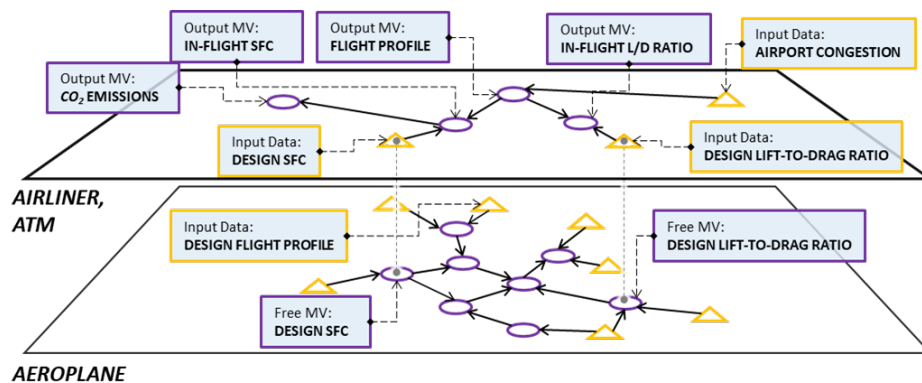 Output MV:
IN-FLIGHT SFC
Output MV:
FLIGHT PROFILE
Output MV:
IN-FLIGHT L/D RATIO
Input Data:
AIRPORT CONGESTION
Output MV:
CO₂ EMISSIONS
Input Data:
DESIGN SFC
Input Data:
DESIGN LIFT-TO-DRAG RATIO
AIRLINER,
ATM
Input Data:
DESIGN FLIGHT PROFILE
Free MV:
DESIGN LIFT-TO-DRAG RATIO
Free MV:
DESIGN SFC
AEROPLANE